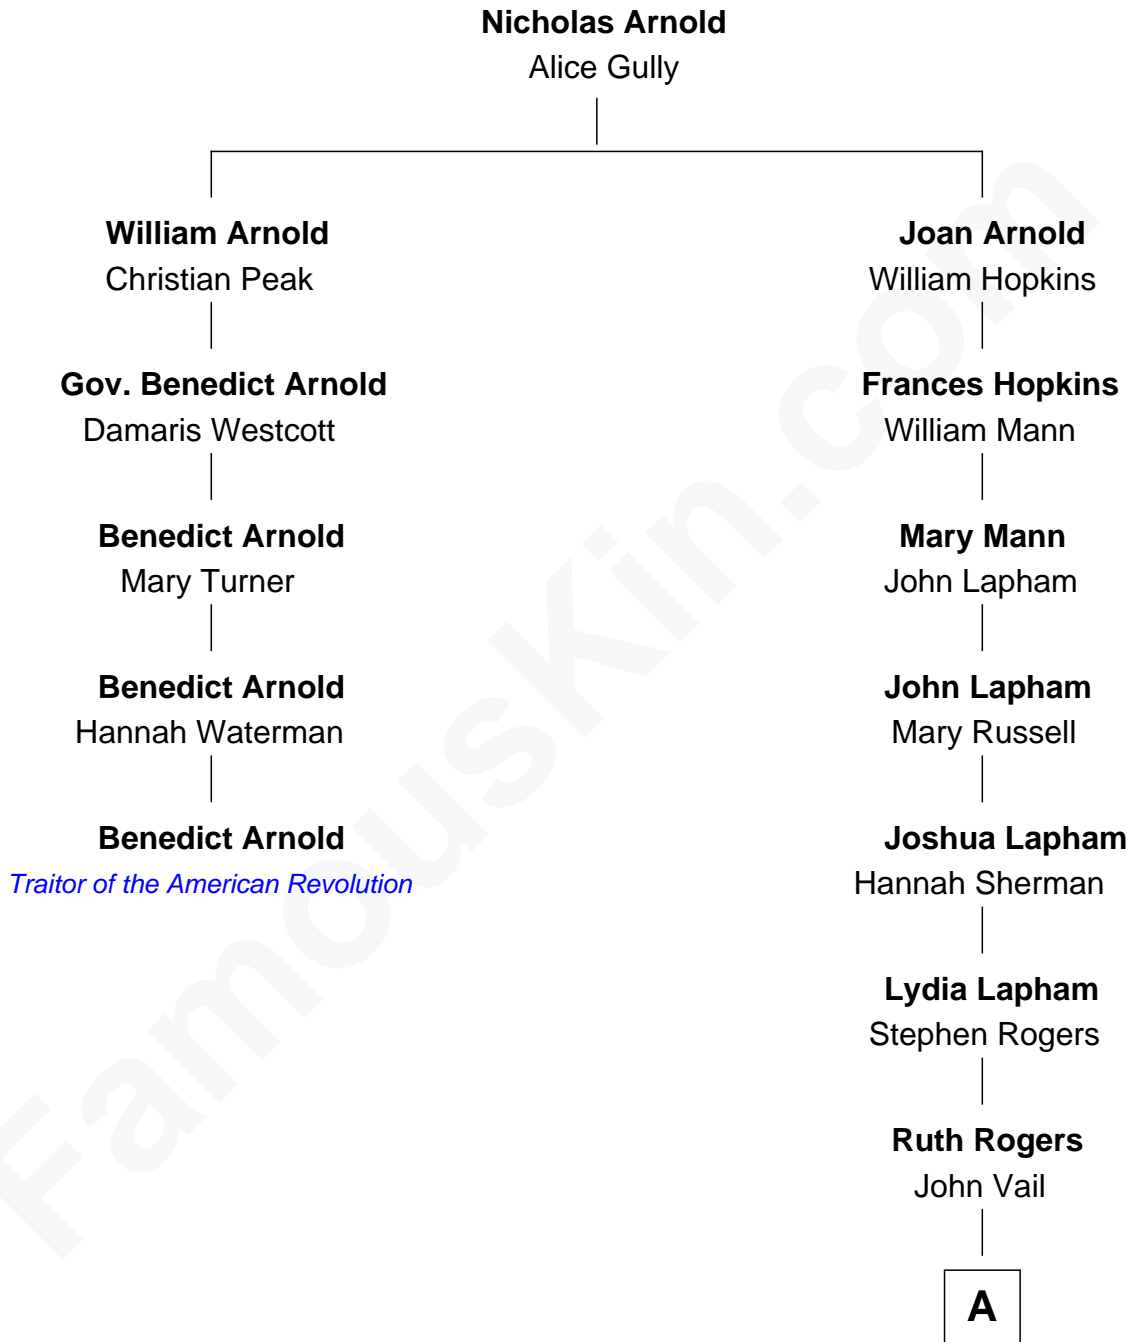 Nicholas Arnold
Alice Gully
William Arnold
Christian Peak
Joan Arnold
William Hopkins
Gov. Benedict Arnold
Damaris Westcott
Frances Hopkins
William Mann
Benedict Arnold
Mary Turner
Mary Mann
John Lapham
Benedict Arnold
Hannah Waterman
John Lapham
Mary Russell
Benedict Arnold
Traitor of the American Revolution
Joshua Lapham
Hannah Sherman
Lydia Lapham
Stephen Rogers
Ruth Rogers
John Vail
A
FamousKin.com